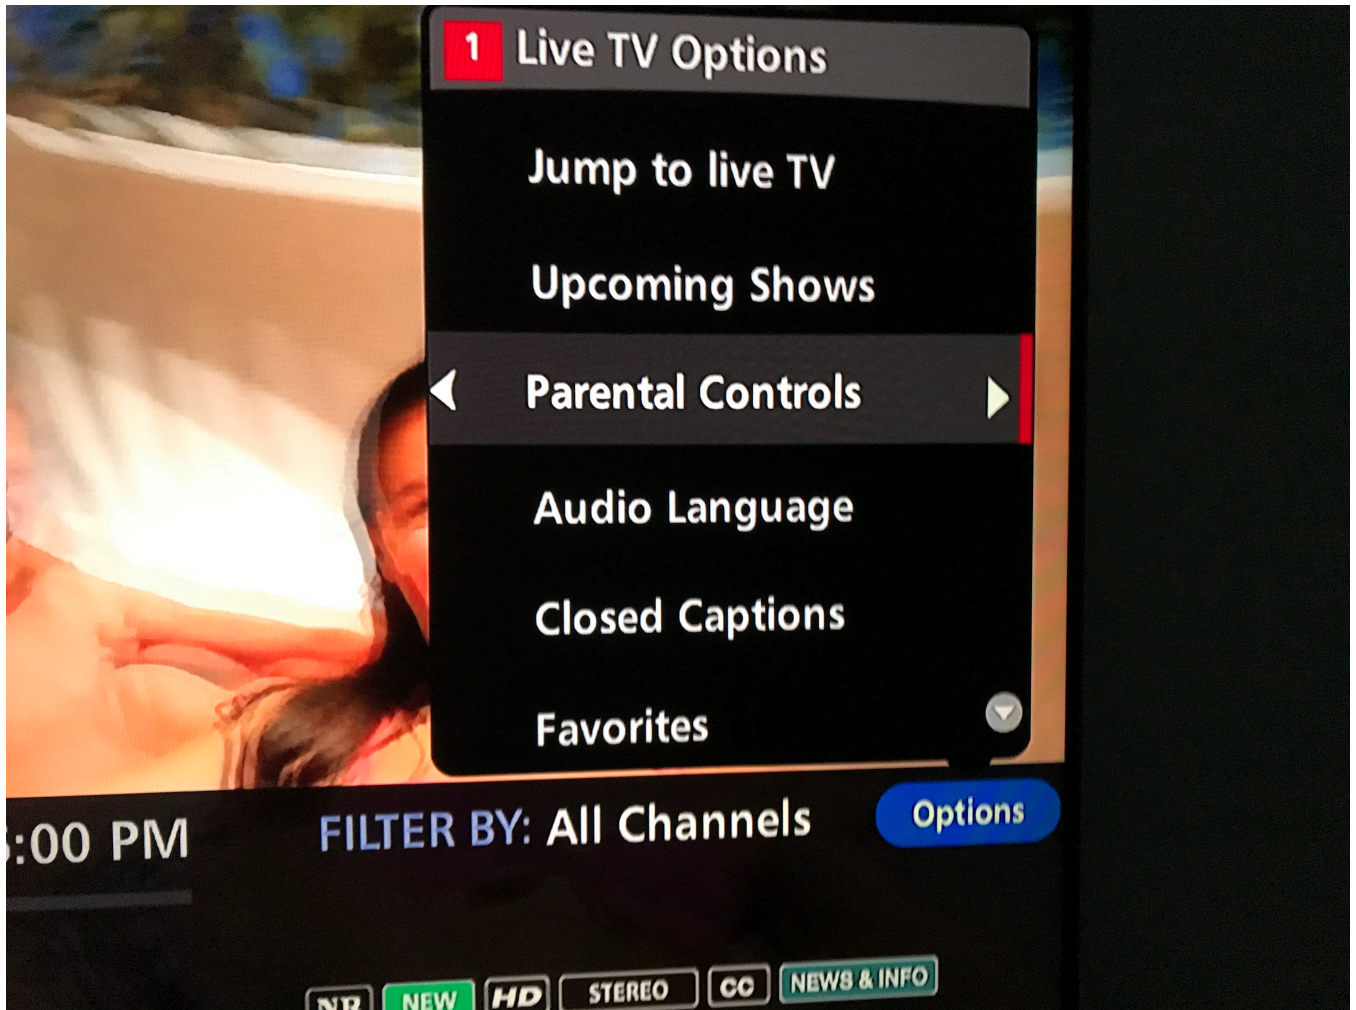 1 Live TV Options
Jump to live TV
Upcoming Shows
Parental Controls
Audio Language
Closed Captions
Favorites
:00 PM FILTER BY: All Channels Options
NR NEW HD STEREO CC NEWS & INFO